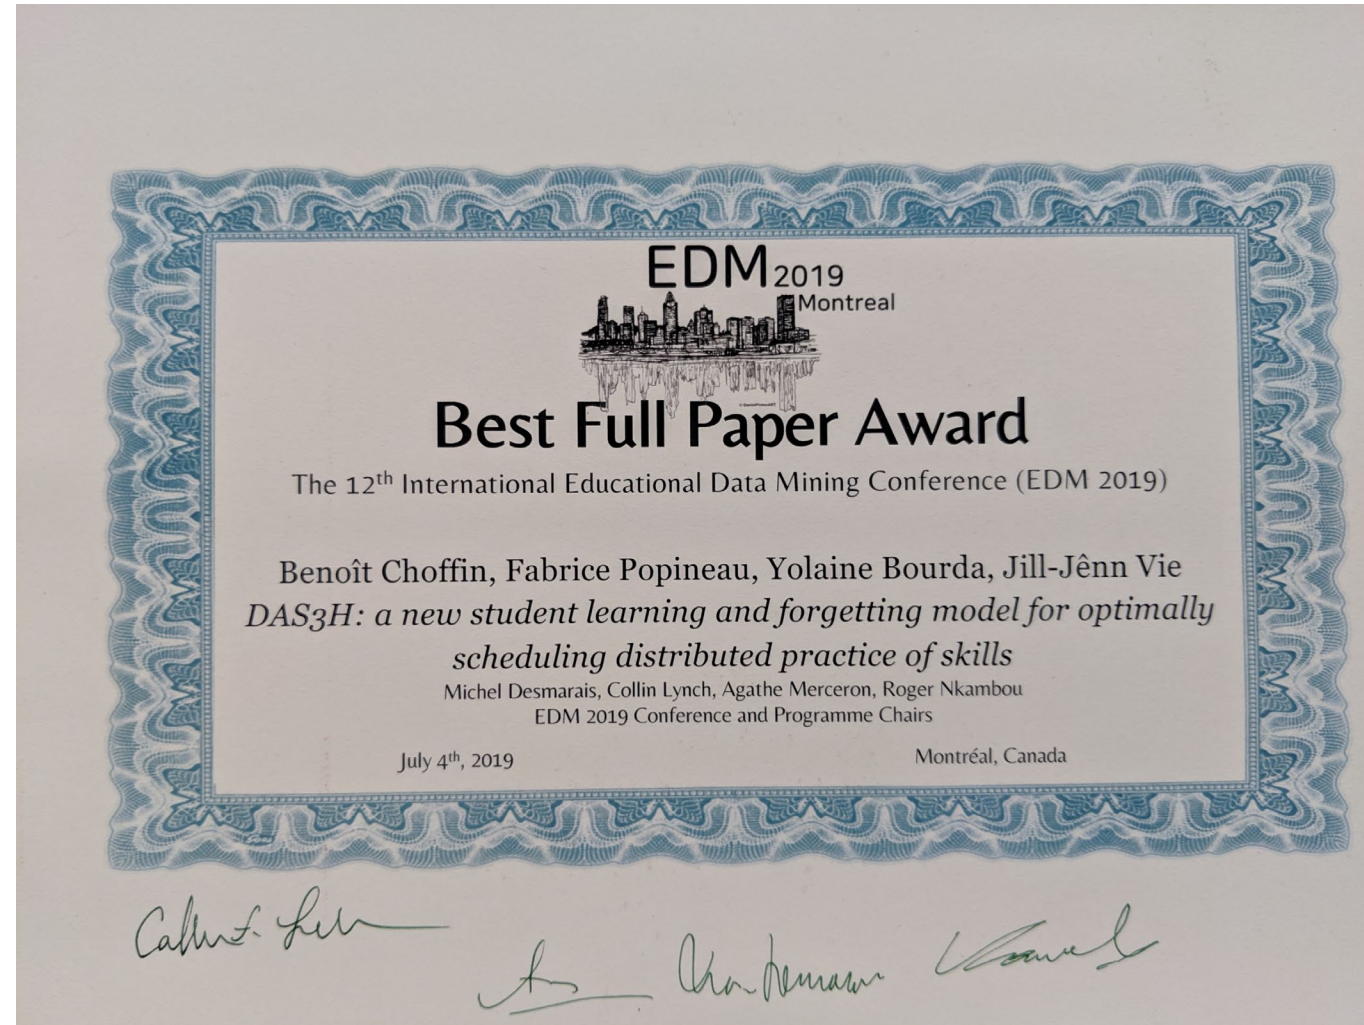 EDM 2019
Montreal
Best Full Paper Award
The 12th International Educational Data Mining Conference (EDM 2019)
Benoît Choffin, Fabrice Popineau, Yolaine Bourda, Jill-Jênn Vie
DAS3H: a new student learning and forgetting model for optimally
scheduling distributed practice of skills
Michel Desmarais, Collin Lynch, Agathe Merceron, Roger Nkambou
EDM 2019 Conference and Programme Chairs
July 4th, 2019
Montréal, Canada